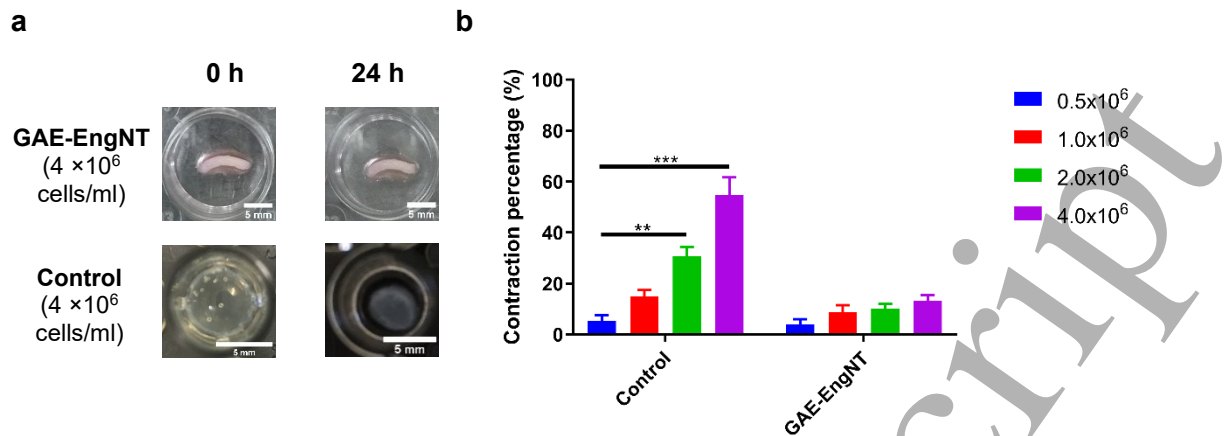 a
0 h
24 h
GAE-EngNT
(4 ×10⁶
cells/ml)
5 mm
5 mm
Control
(4 ×10⁶
cells/ml)
5 mm
5 mm
b
Contraction percentage (%)
100
80
60
40
20
0
***
**
Control
GAE-EngNT
0.5x10⁶
1.0x10⁶
2.0x10⁶
4.0x10⁶
cript